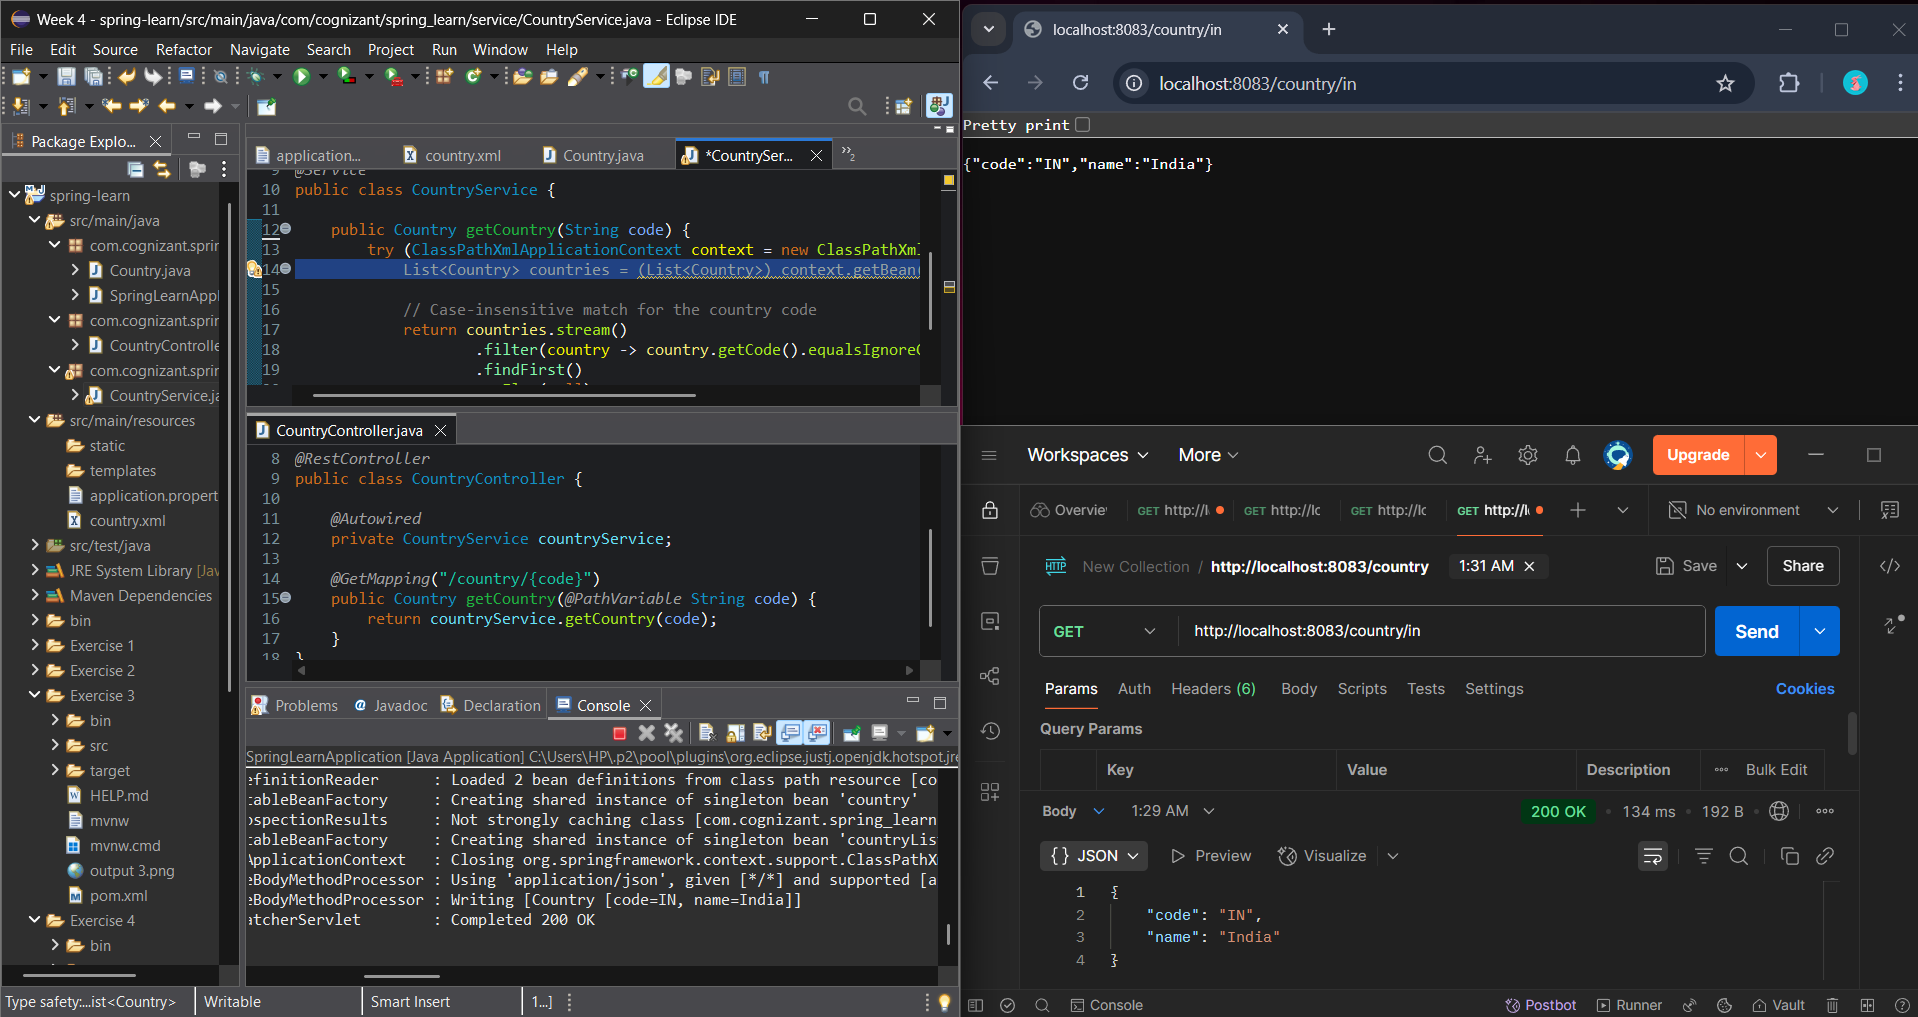 Week 4 - spring-learn/src/main/java/com/cognizant/spring_learn/service/CountryService.java - Eclipse IDE
File Edit Source Refactor Navigate Search Project Run Window Help
Package Explo...
spring-learn
src/main/java
com.cognizant.sprin
Country.java
SpringLearnAppl
com.cognizant.sprin
CountryControlle
com.cognizant.sprin
CountryService.ja
src/main/resources
static
templates
application.propert
country.xml
src/test/java
JRE System Library [Jav
Maven Dependencies
bin
Exercise 1
Exercise 2
Exercise 3
bin
src
target
HELP.md
mvnw
mvnw.cmd
output 3.png
pom.xml
Exercise 4
bin
application... country.xml Country.java *CountrySer... 2
9 @Service
10 public class CountryService {
11
12 public Country getCountry(String code) {
13 try (ClassPathXmlApplicationContext context = new ClassPathXml
14 List<Country> countries = (List<Country>) context.getBean(
15
16 // Case-insensitive match for the country code
17 return countries.stream()
18 .filter(country -> country.getCode().equalsIgnoreC
19 .findFirst()
CountryController.java
8 @RestController
9 public class CountryController {
10
11 @Autowired
12 private CountryService countryService;
13
14 @GetMapping("/country/{code}")
15 public Country getCountry(@PathVariable String code) {
16 return countryService.getCountry(code);
17 }
18 }
Problems @ Javadoc Declaration Console
SpringLearnApplication [Java Application] C:\Users\HP\.p2\pool\plugins\org.eclipse.justj.openjdk.hotspot.jre
efinitionReader : Loaded 2 bean definitions from class path resource [co
:ableBeanFactory : Creating shared instance of singleton bean 'country'
ospectionResults : Not strongly caching class [com.cognizant.spring_learn
:ableBeanFactory : Creating shared instance of singleton bean 'countryList
ApplicationContext : Closing org.springframework.context.support.ClassPathX
eBodyMethodProcessor : Using 'application/json', given [*/*] and supported [a
eBodyMethodProcessor : Writing [Country [code=IN, name=India]]
atcherServlet : Completed 200 OK
Type safety:...ist<Country> Writable Smart Insert 1...]
localhost:8083/country/in
localhost:8083/country/in
Pretty print
{"code":"IN","name":"India"}
Workspaces More Upgrade
Overvie GET http://l GET http://lc GET http://lc GET http://l No environment
HTTP New Collection / http://localhost:8083/country 1:31 AM Save Share
GET http://localhost:8083/country/in Send
Params Auth Headers (6) Body Scripts Tests Settings Cookies
Query Params
Key Value Description Bulk Edit
Body 1:29 AM 200 OK 134 ms 192 B
{} JSON Preview Visualize
1 {
2 "code": "IN",
3 "name": "India"
4 }
Console Postbot Runner Vault